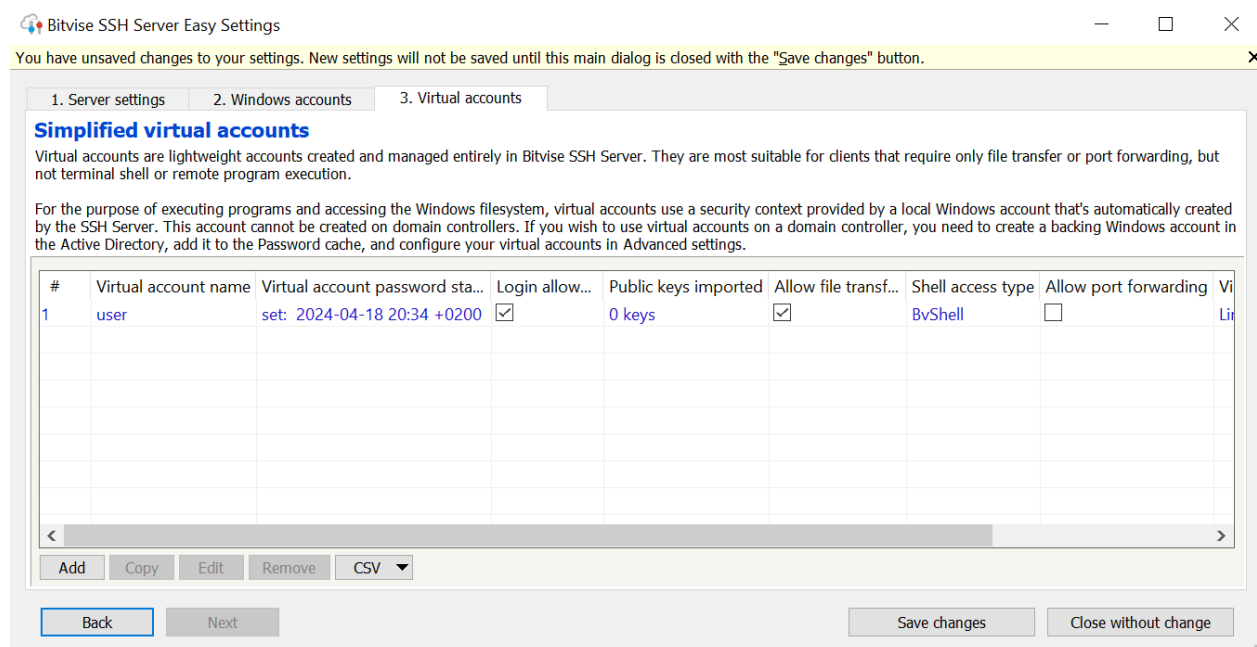 Bitvise SSH Server Easy Settings
You have unsaved changes to your settings. New settings will not be saved until this main dialog is closed with the "Save changes" button.
1. Server settings 2. Windows accounts 3. Virtual accounts
Simplified virtual accounts
Virtual accounts are lightweight accounts created and managed entirely in Bitvise SSH Server. They are most suitable for clients that require only file transfer or port forwarding, but
not terminal shell or remote program execution.
For the purpose of executing programs and accessing the Windows filesystem, virtual accounts use a security context provided by a local Windows account that's automatically created
by the SSH Server. This account cannot be created on domain controllers. If you wish to use virtual accounts on a domain controller, you need to create a backing Windows account in
the Active Directory, add it to the Password cache, and configure your virtual accounts in Advanced settings.
# Virtual account name Virtual account password sta... Login allow... Public keys imported Allow file transf... Shell access type Allow port forwarding Vi
1 user set: 2024-04-18 20:34 +0200 0 keys BvShell Lir
Add Copy Edit Remove CSV
Back Next Save changes Close without change